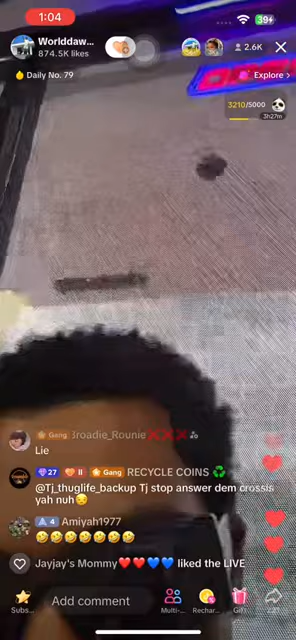 1:04
39
Worlddaw...
874.5K likes
2.6K
Daily No. 79
Explore >
3210/5000
3h27m
Gang
Broadie_Rounie❌❌❌
Lie
27 II Gang RECYCLE COINS ♻️
@Tj_thuglife_backup Tj stop answer dem crossis
yah nuh😒
4 Amiyah1977
🤣🤣🤣🤣🤣🤣🤣
Jayjay's Mommy❤️❤️💙💙 liked the LIVE
Subs...
Add comment
Multi-...
Rechar...
Gift
231